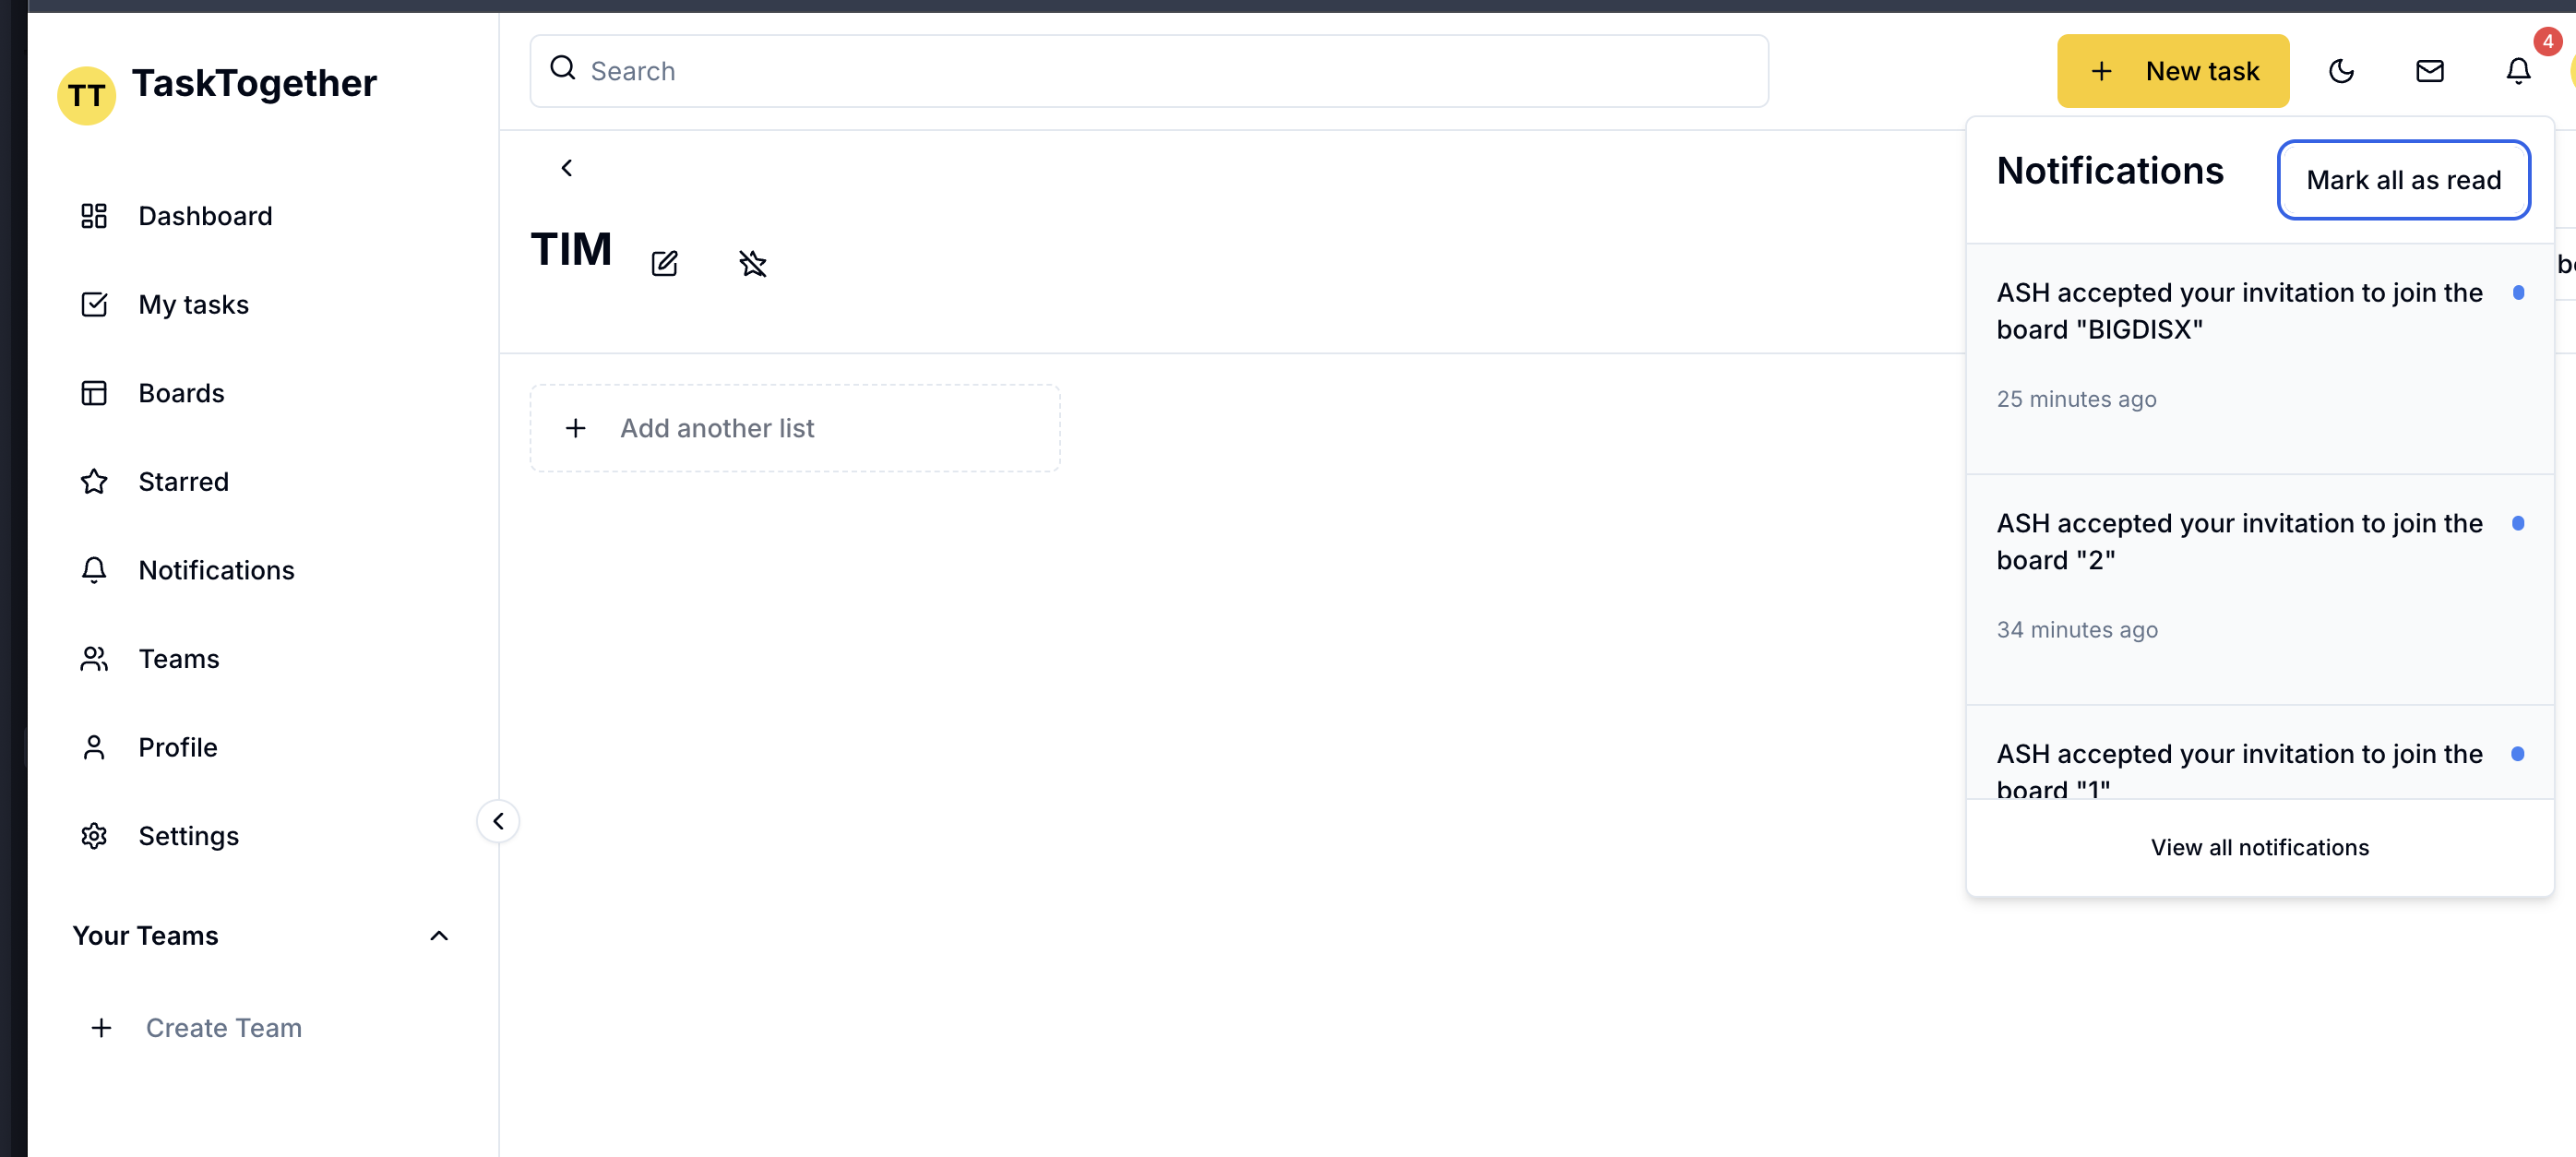 TT TaskTogether
Dashboard
My tasks
Boards
Starred
Notifications
Teams
Profile
Settings
Your Teams
Create Team
Search
New task
4
TIM
Add another list
Notifications
Mark all as read
ASH accepted your invitation to join the
board "BIGDISX"
25 minutes ago
ASH accepted your invitation to join the
board "2"
34 minutes ago
ASH accepted your invitation to join the
board "1"
View all notifications